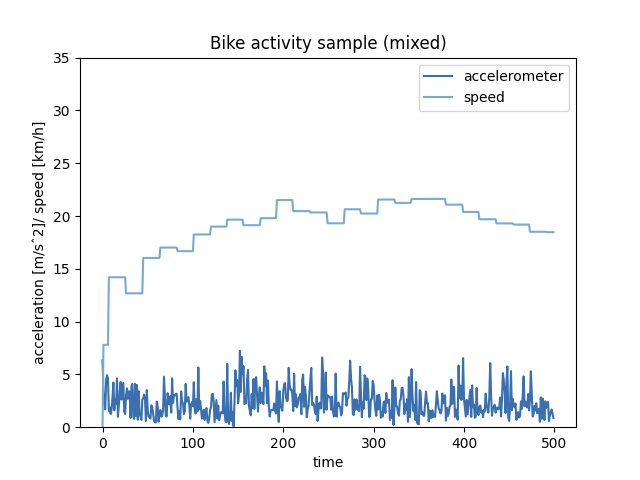 Bike activity sample (mixed)
accelerometer
speed
35
30
25
20
15
10
5
0
acceleration [m/s^2]/ speed [km/h]
0
100
200
300
400
500
time